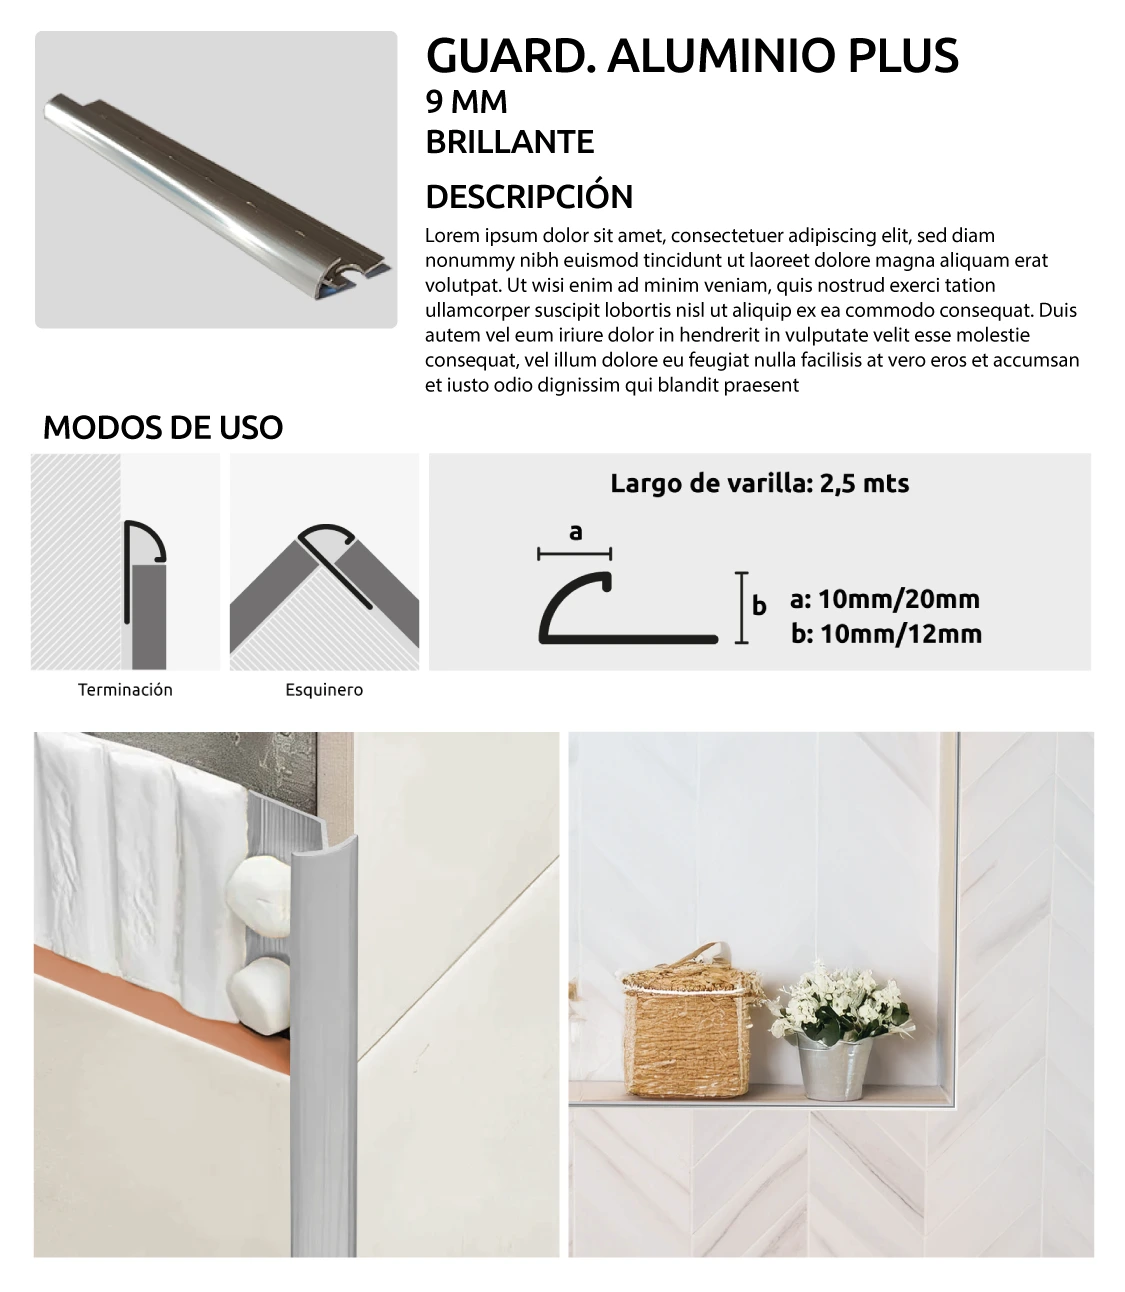 GUARD. ALUMINIO PLUS
9 MM
BRILLANTE
DESCRIPCIÓN
Lorem ipsum dolor sit amet, consectetuer adipiscing elit, sed diam
nonummy nibh euismod tincidunt ut laoreet dolore magna aliquam erat
volutpat. Ut wisi enim ad minim veniam, quis nostrud exerci tation
ullamcorper suscipit lobortis nisl ut aliquip ex ea commodo consequat. Duis
autem vel eum iriure dolor in hendrerit in vulputate velit esse molestie
consequat, vel illum dolore eu feugiat nulla facilisis at vero eros et accumsan
et iusto odio dignissim qui blandit praesent
MODOS DE USO
Terminación
Esquinero
Largo de varilla: 2,5 mts
a
b
a: 10mm/20mm
b: 10mm/12mm